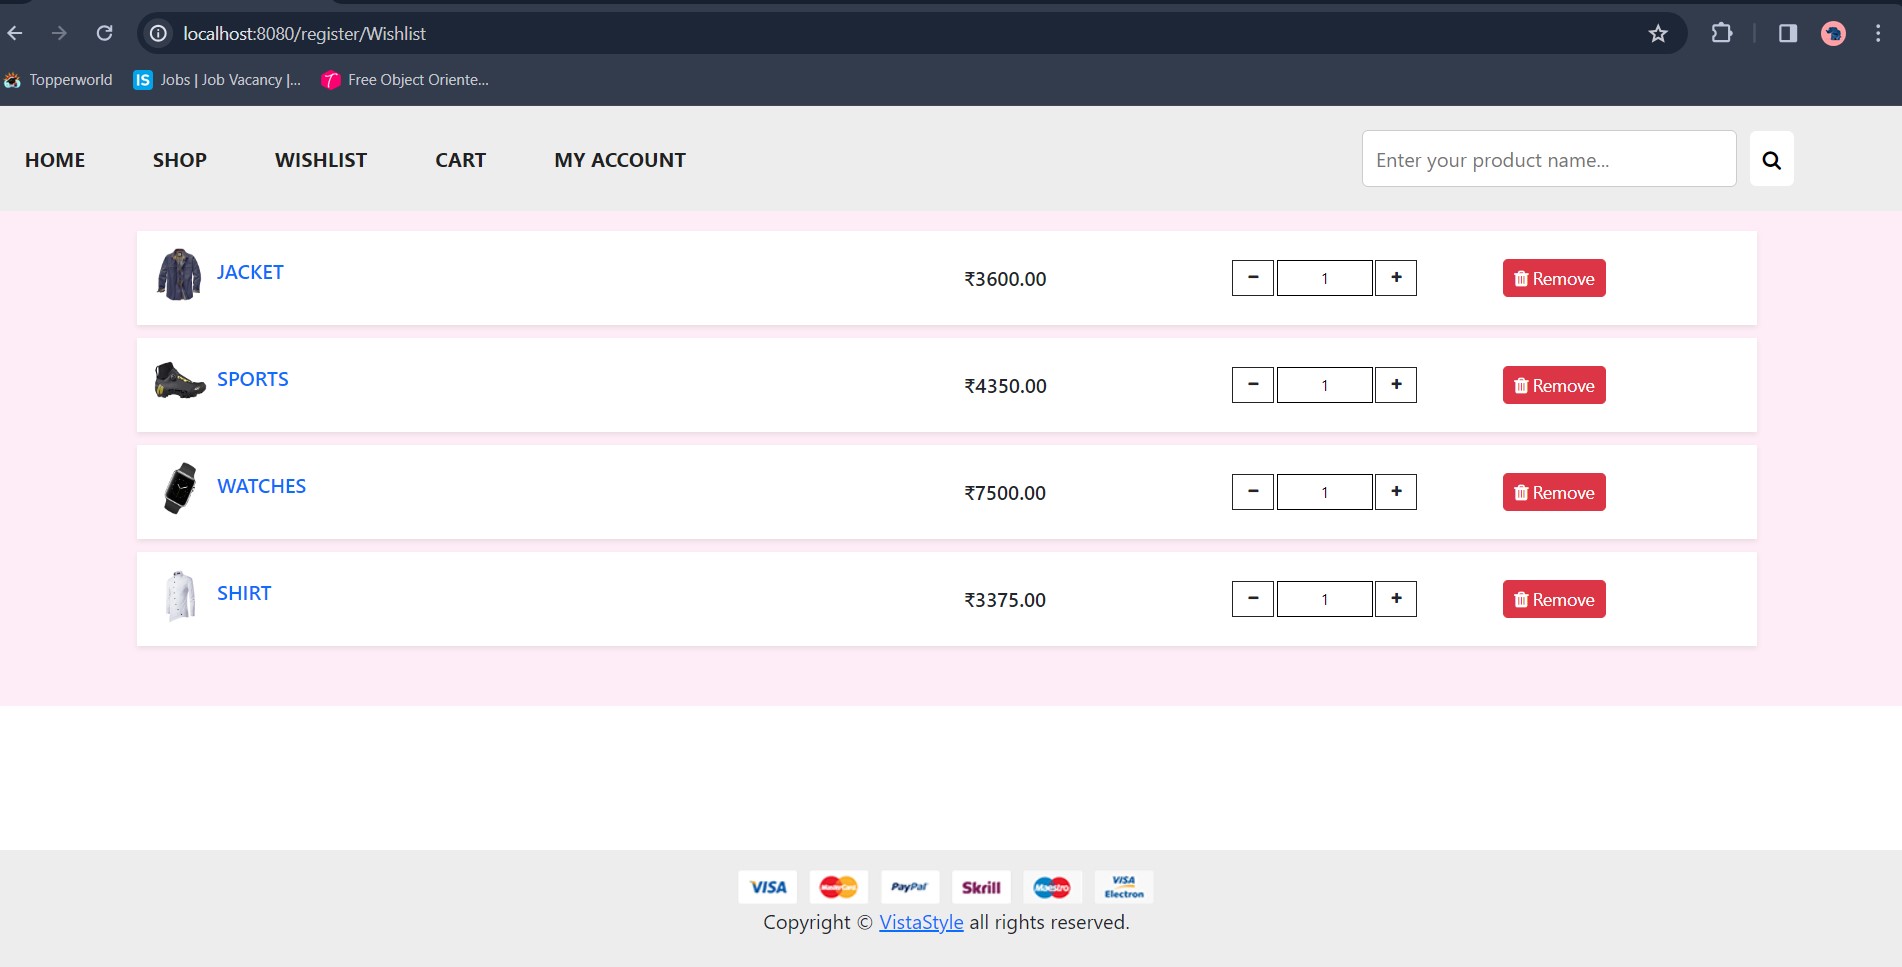 localhost:8080/register/Wishlist
Topperworld IS Jobs | Job Vacancy |... Free Object Oriente...
HOME SHOP WISHLIST CART MY ACCOUNT Enter your product name...
JACKET ₹3600.00 - 1 + Remove
SPORTS ₹4350.00 - 1 + Remove
WATCHES ₹7500.00 - 1 + Remove
SHIRT ₹3375.00 - 1 + Remove
VISA MasterCard PayPal Skrill Maestro VISA Electron
Copyright © VistaStyle all rights reserved.